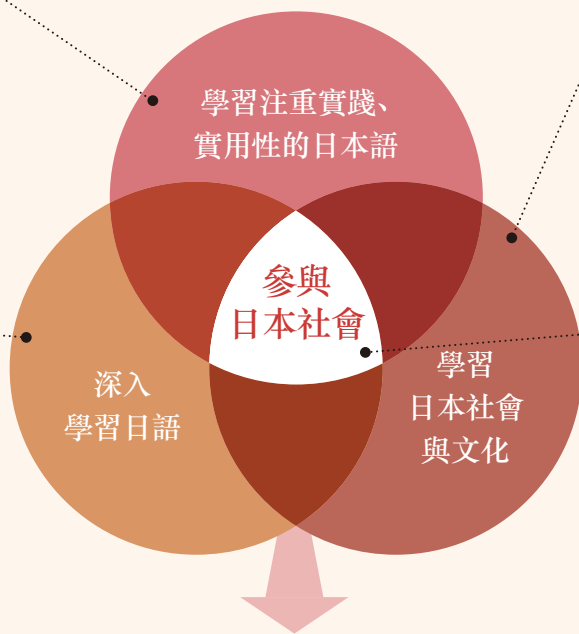 學習注重實踐、
實用性的日本語
參與
日本社會
深入
學習日語
學習
日本社會
與文化